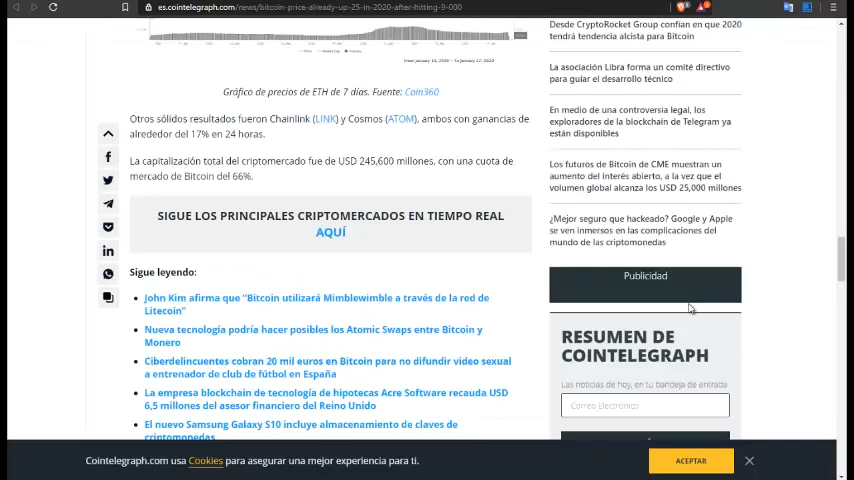 es.cointelegraph.com/news/bitcoin-price-already-up-25-in-2020-after-hitting-9-000
from January 10, 2020 - To January 17, 2020
Gráfico de precios de ETH de 7 días. Fuente: Coin360
Otros sólidos resultados fueron Chainlink (LINK) y Cosmos (ATOM), ambos con ganancias de
alrededor del 17% en 24 horas.
La capitalización total del criptomercado fue de USD 245,600 millones, con una cuota de
mercado de Bitcoin del 66%.
SIGUE LOS PRINCIPALES CRIPTOMERCADOS EN TIEMPO REAL
AQUÍ
Sigue leyendo:
John Kim afirma que "Bitcoin utilizará Mimblewimble a través de la red de
Litecoin"
Nueva tecnología podría hacer posibles los Atomic Swaps entre Bitcoin y
Monero
Ciberdelincuentes cobran 20 mil euros en Bitcoin para no difundir video sexual
a entrenador de club de fútbol en España
La empresa blockchain de tecnología de hipotecas Acre Software recauda USD
6,5 millones del asesor financiero del Reino Unido
El nuevo Samsung Galaxy S10 incluye almacenamiento de claves de
criptomonedas
Desde CryptoRocket Group confían en que 2020
tendrá tendencia alcista para Bitcoin
La asociación Libra forma un comité directivo
para guiar el desarrollo técnico
En medio de una controversia legal, los
exploradores de la blockchain de Telegram ya
están disponibles
Los futuros de Bitcoin de CME muestran un
aumento del interés abierto, a la vez que el
volumen global alcanza los USD 25,000 millones
¿Mejor seguro que hackeado? Google y Apple
se ven inmersos en las complicaciones del
mundo de las criptomonedas
Publicidad
RESUMEN DE
COINTELEGRAPH
Las noticias de hoy, en tu bandeja de entrada
Correo Electrónico
Cointelegraph.com usa Cookies para asegurar una mejor experiencia para ti.
ACEPTAR